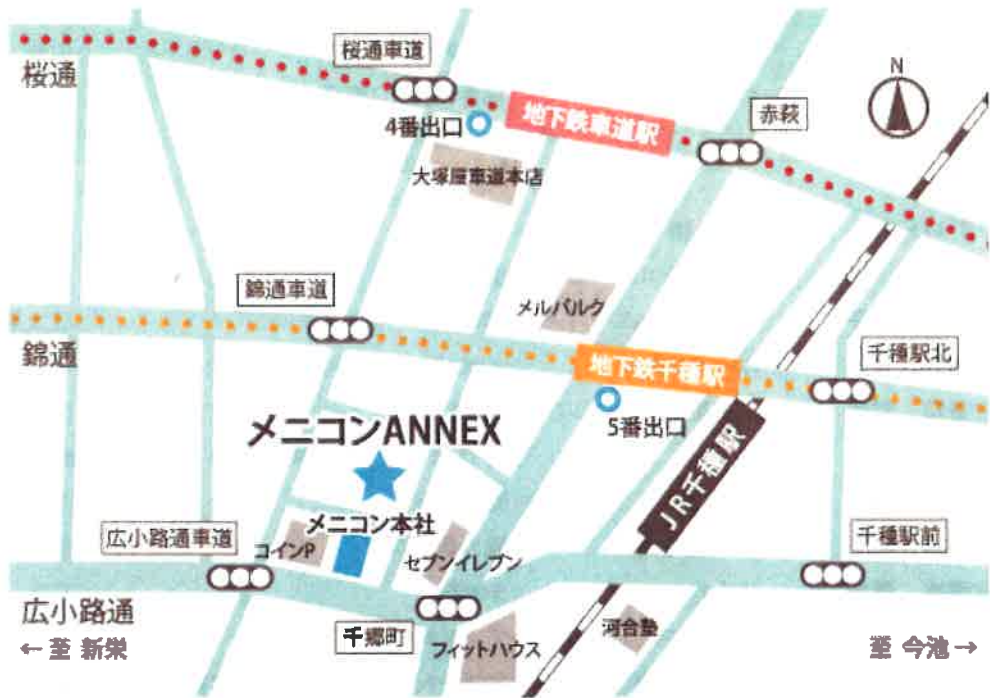 桜通車道
桜通
N
地下鉄車道駅
赤萩
4番出口
大塚屋車道本店
錦通車道
メルパルク
錦通
地下鉄千種駅
千種駅北
5番出口
メニコンANNEX
JR千種駅
メニコン本社
広小路通車道
コインP
セブンイレブン
千種駅前
広小路通
千郷町
フィットハウス
河合塾
← 至 新栄
至 今池 →